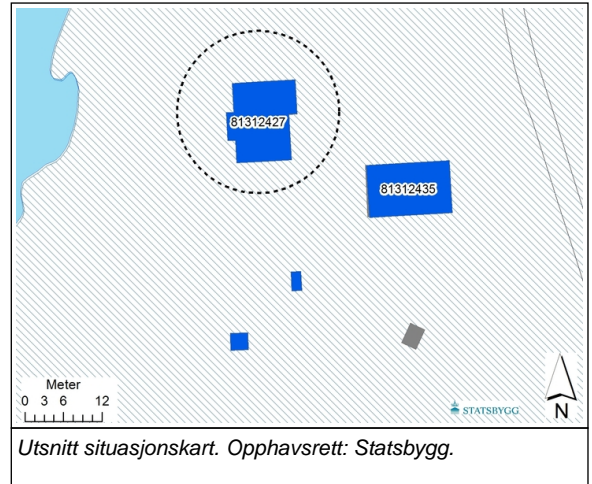 81312427
81312435
Meter
0 3 6 12
STATSBYGG
N
Utsnitt situasjonskart. Opphavsrett: Statsbygg.